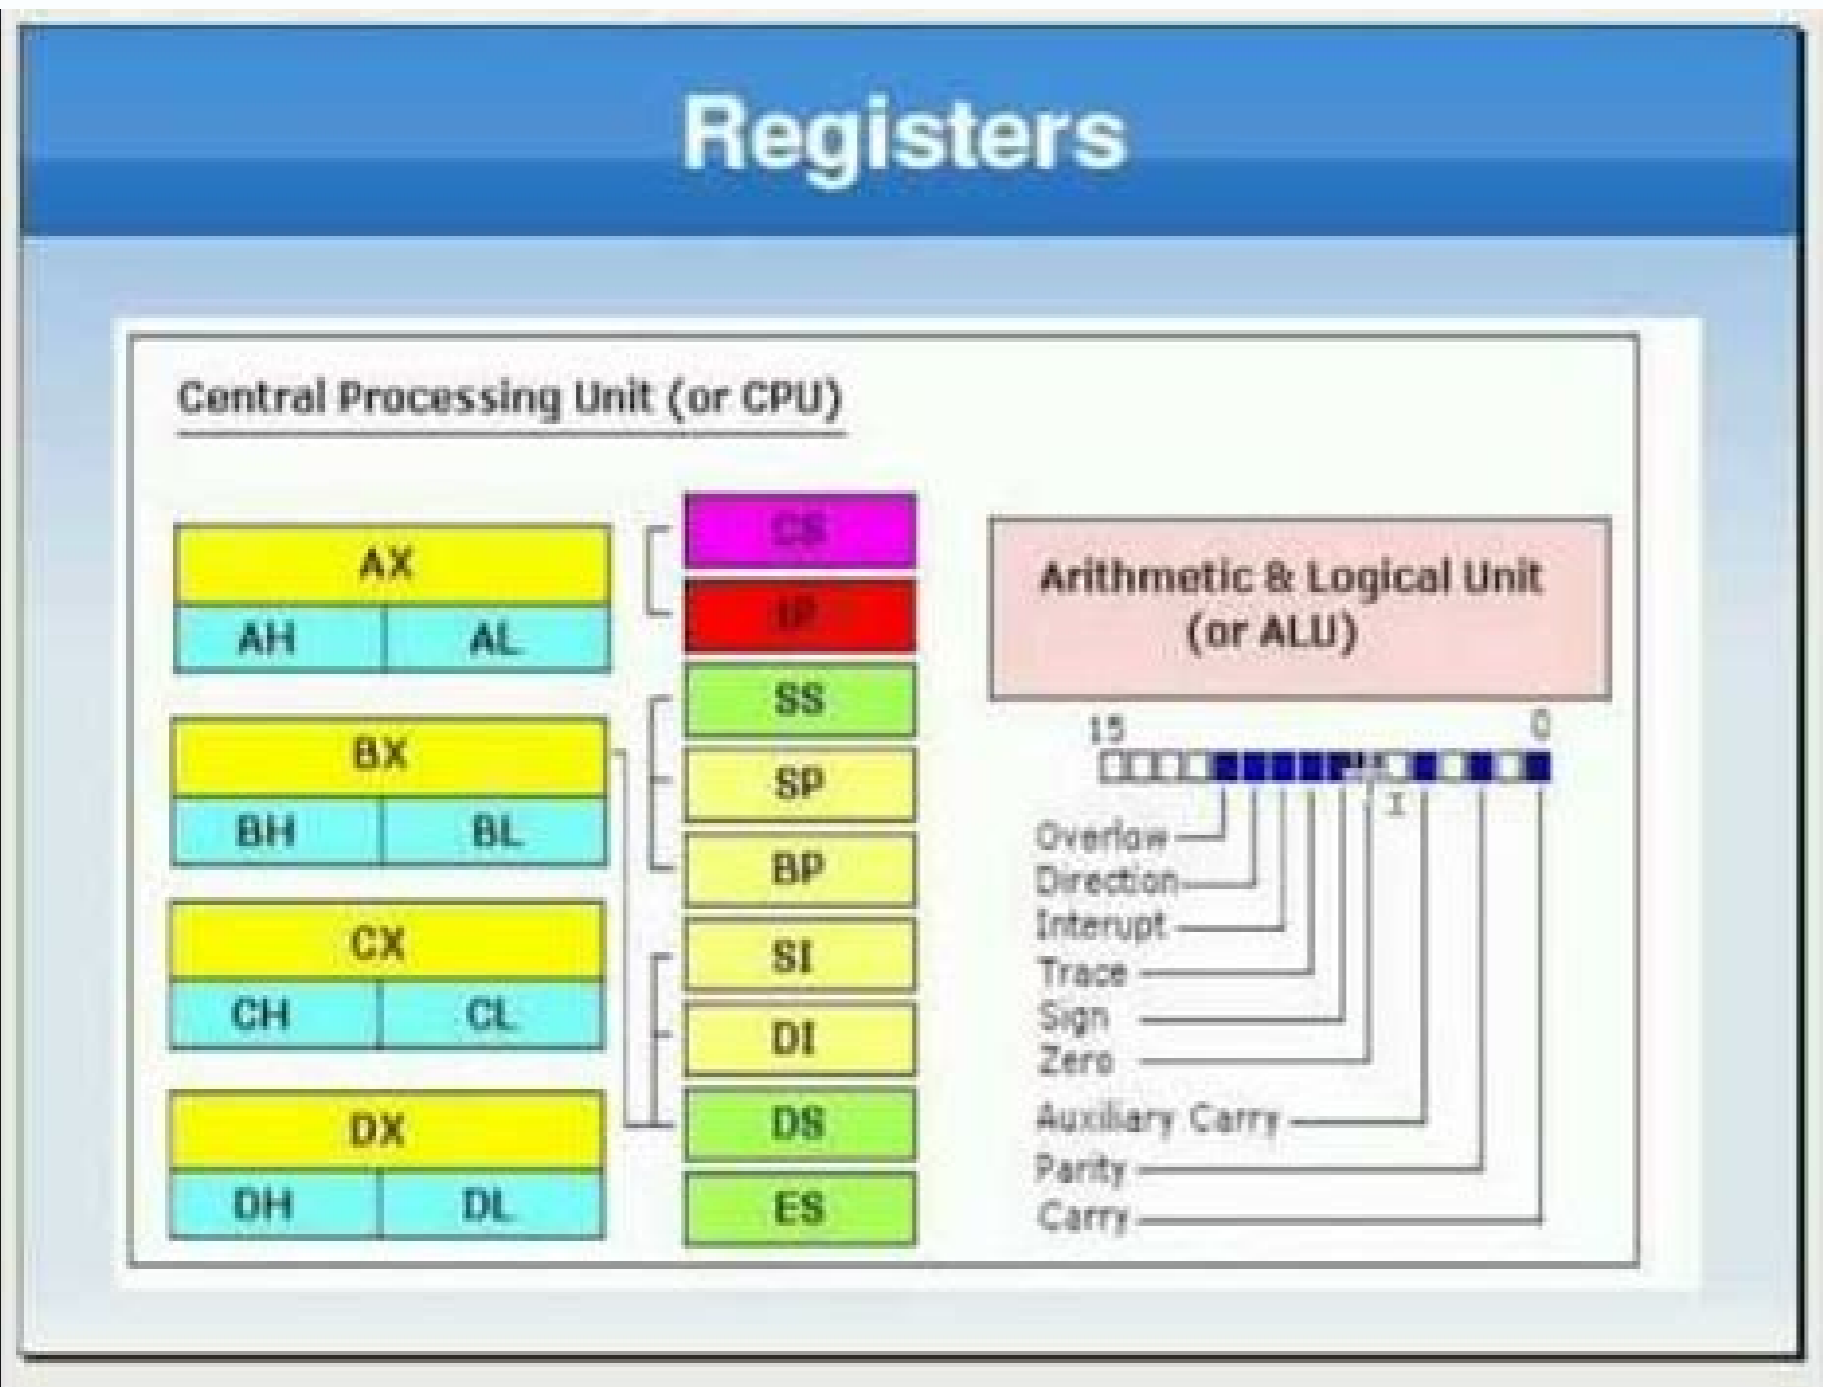 Registers
Central Processing Unit (or CPU)
AX
AH AL
BX
BH BL
CX
CH CL
DX
DH DL
CS
IP
SS
SP
BP
SI
DI
DS
ES
Arithmetic & Logical Unit
(or ALU)
15 0
Overlow
Direction
Interupt
Trace
Sign
Zero
Auxiliary Carry
Parity
Carry